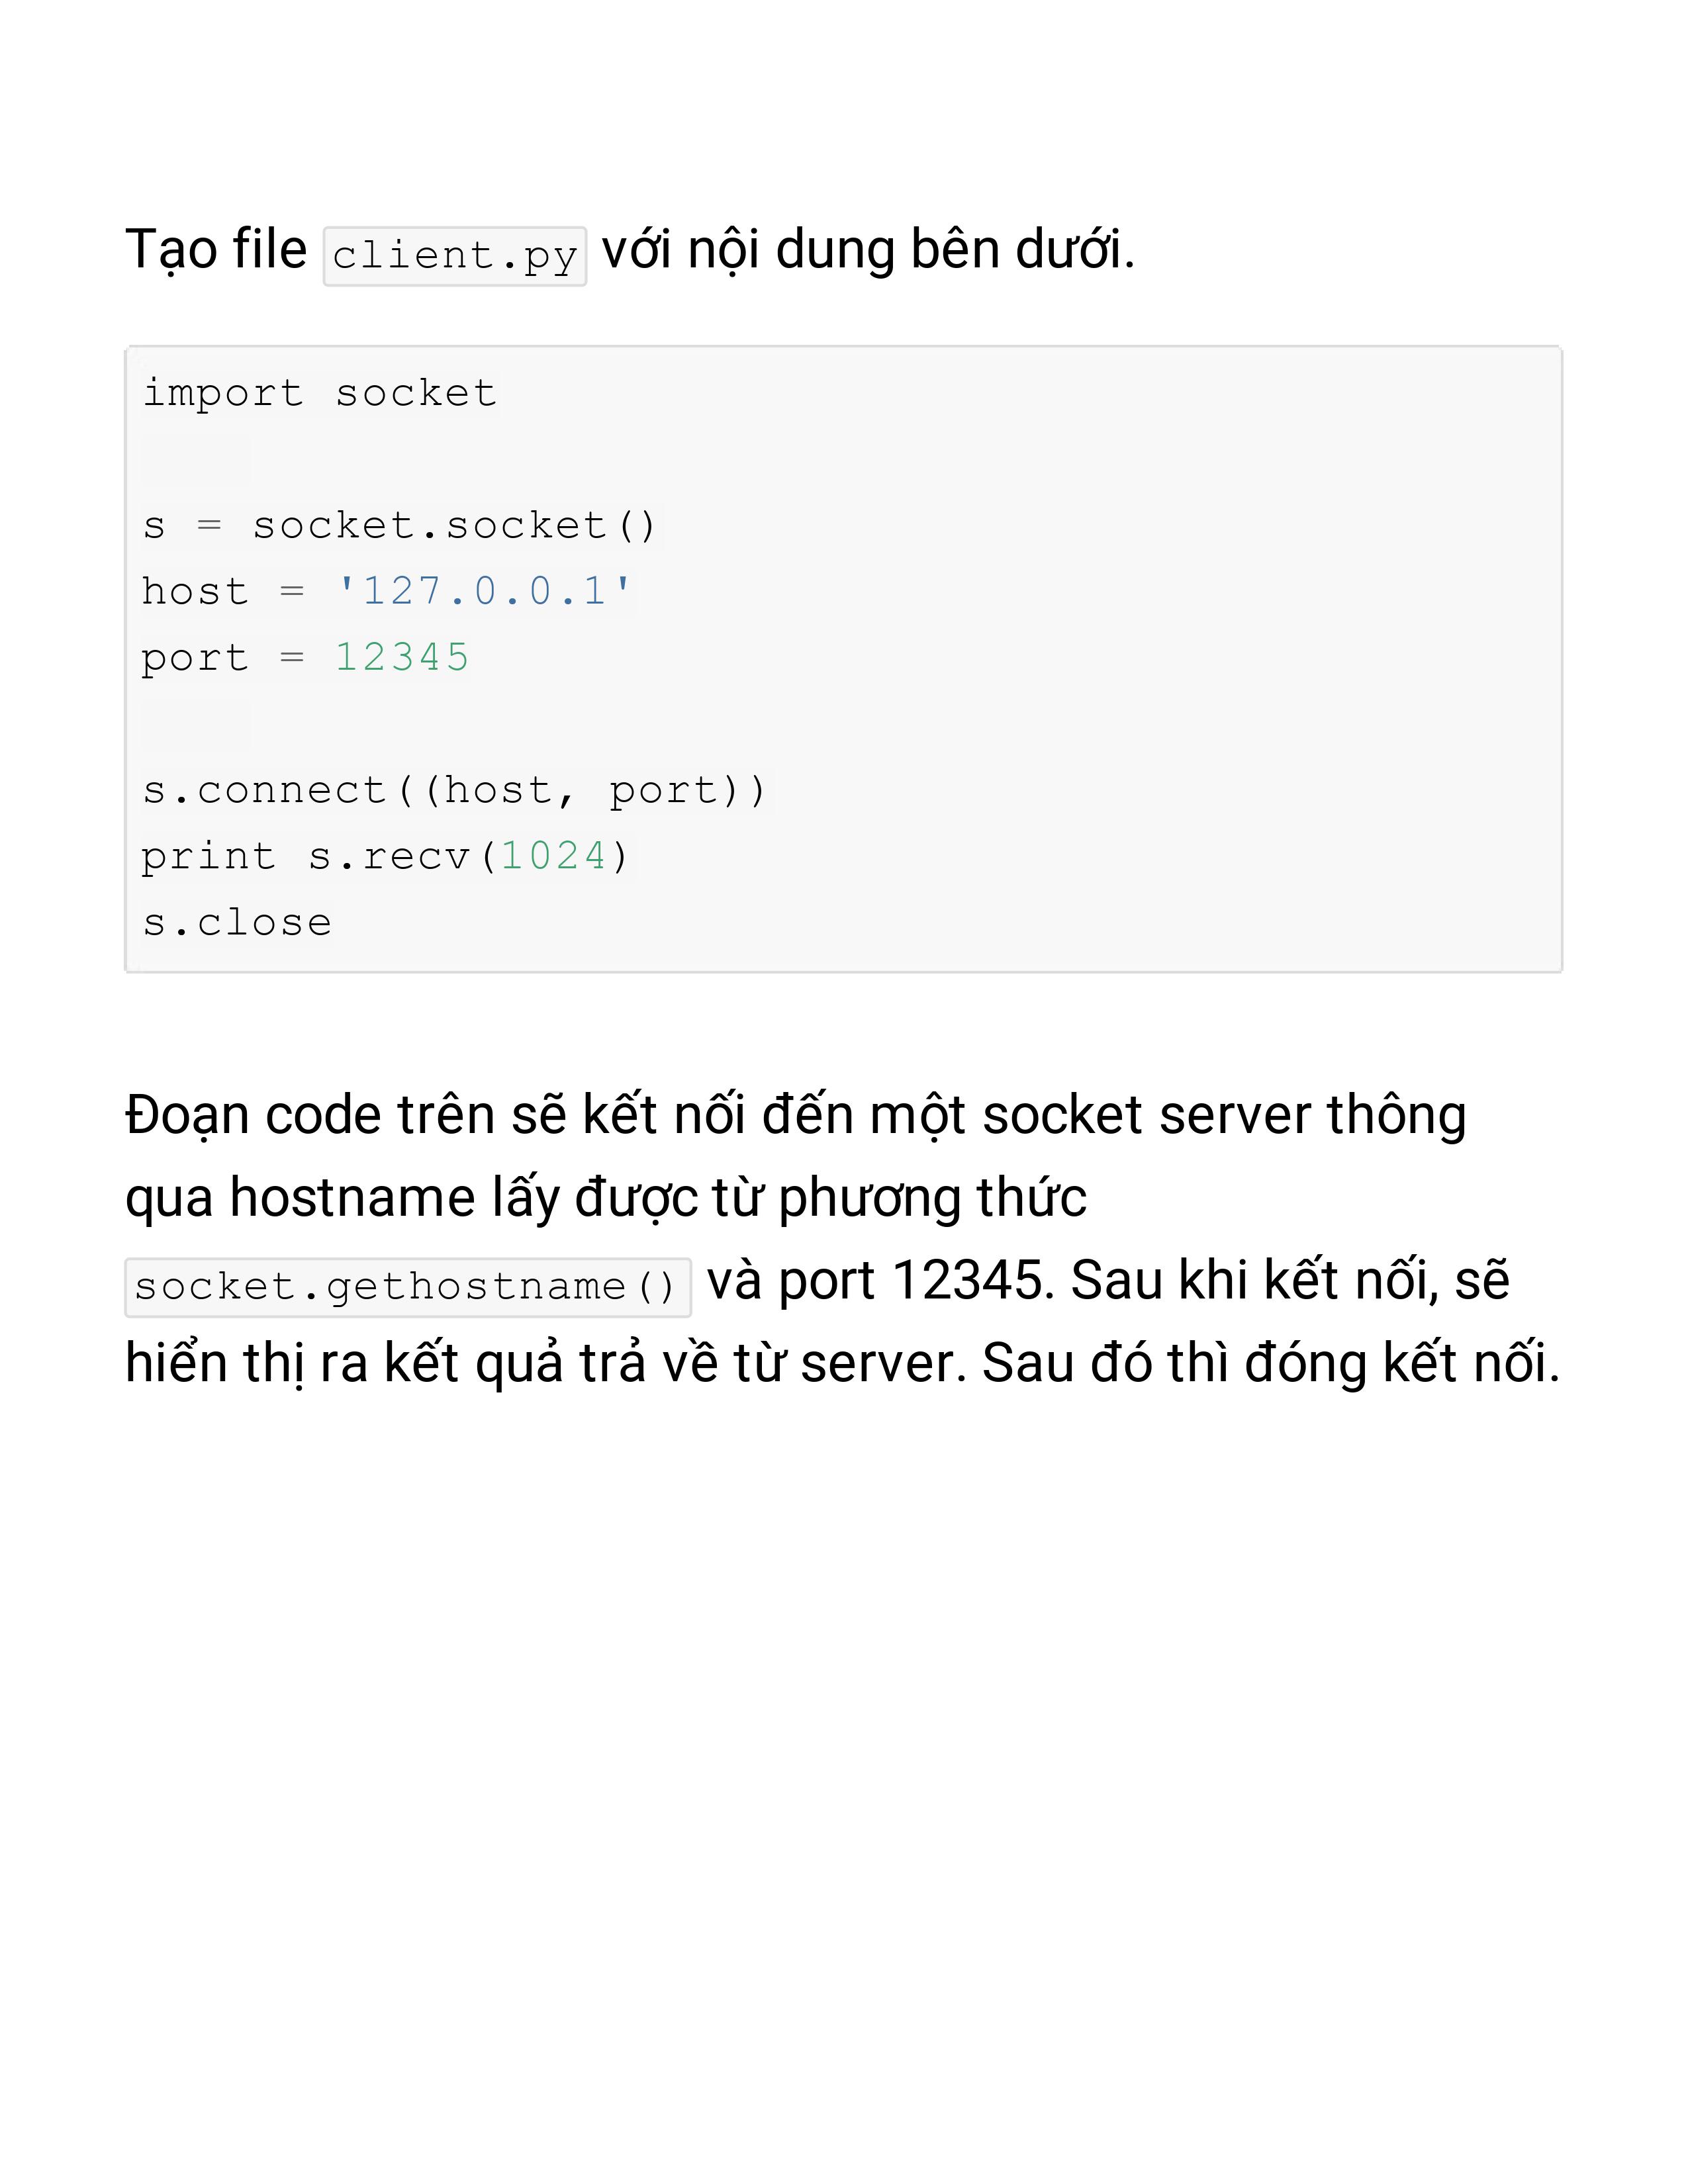 Tạo file client.py với nội dung bên dưới.
import socket
s = socket.socket()
host = '127.0.0.1'
port = 12345
s.connect((host, port))
print s.recv(1024)
s.close
Đoạn code trên sẽ kết nối đến một socket server thông
qua hostname lấy được từ phương thức
socket.gethostname() và port 12345. Sau khi kết nối, sẽ
hiển thị ra kết quả trả về từ server. Sau đó thì đóng kết nối.